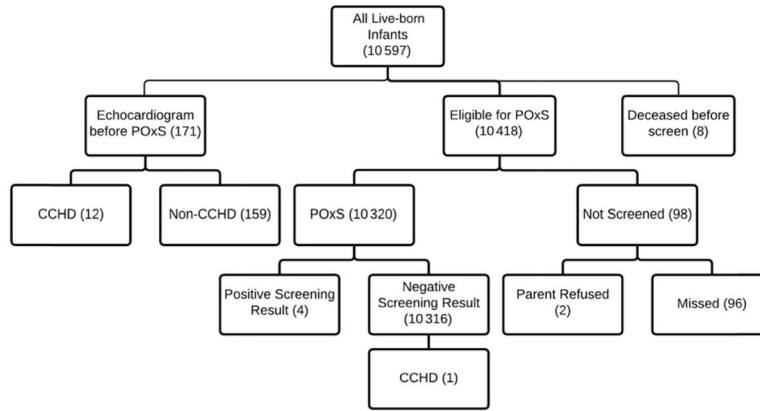 All Live-born
Infants
(10 597)
Echocardiogram
before POxS (171)
Eligible for POxS
(10 418)
Deceased before
screen (8)
CCHD (12)
Non-CCHD (159)
POxS (10 320)
Not Screened (98)
Positive Screening
Result (4)
Negative
Screening Result
(10 316)
Parent Refused
(2)
Missed (96)
CCHD (1)